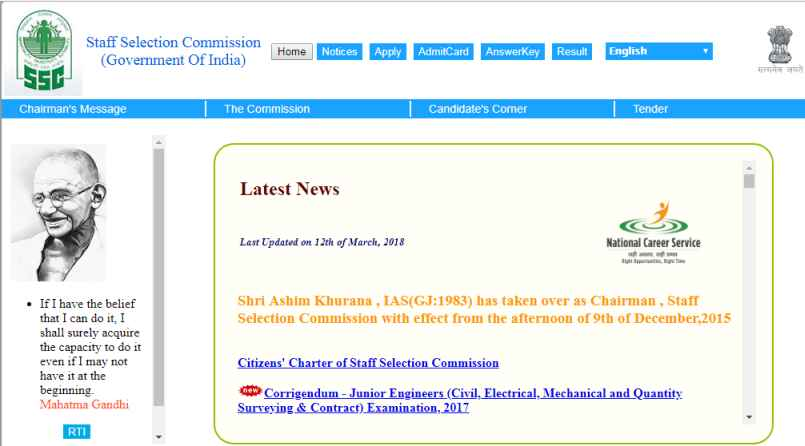 SSC
Staff Selection Commission
(Government Of India)
Home Notices Apply AdmitCard AnswerKey Result English
सत्यमेव जयते
Chairman's Message The Commission Candidate's Corner Tender
If I have the belief
that I can do it, I
shall surely acquire
the capacity to do it
even if I may not
have it at the
beginning.
Mahatma Gandhi
RTI
Latest News
Last Updated on 12th of March, 2018
National Career Service
सही अवसर, सही समय
Right Opportunities, Right Time
Shri Ashim Khurana , IAS(GJ:1983) has taken over as Chairman , Staff
Selection Commission with effect from the afternoon of 9th of December,2015
Citizens' Charter of Staff Selection Commission
new Corrigendum - Junior Engineers (Civil, Electrical, Mechanical and Quantity
Surveying & Contract) Examination, 2017